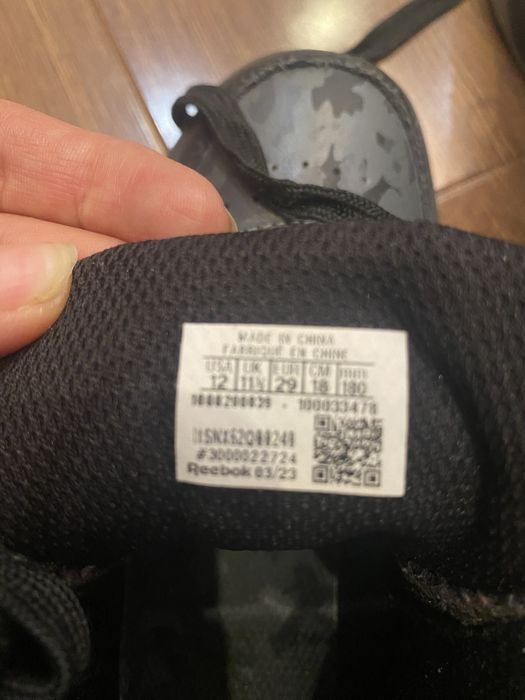 MADE IN CHINA
FABRIQUÉ EN CHINE
USA UK EUR CM mm
12 11½ 29 18 180
- 100033478
#3000022724
Reebok 03/23